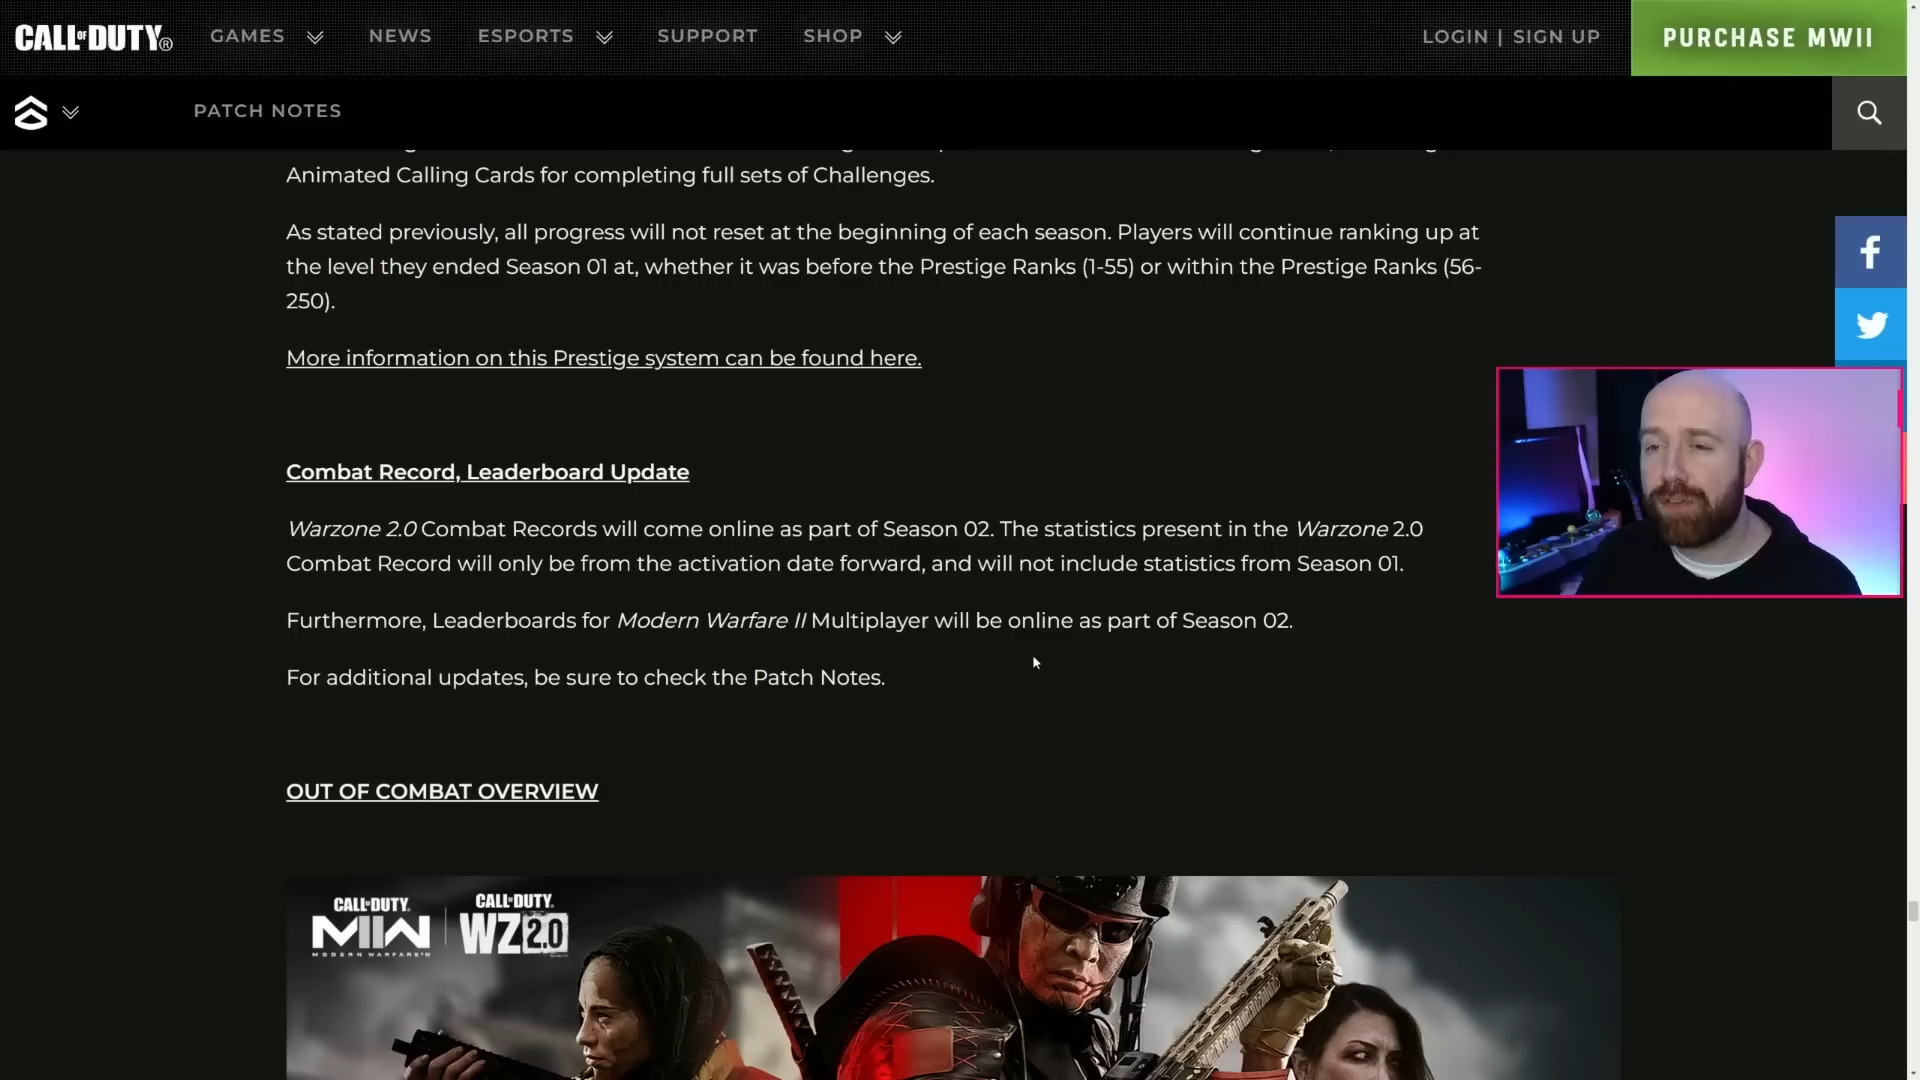 CALL OF DUTY®
GAMES NEWS ESPORTS SUPPORT SHOP LOGIN | SIGN UP PURCHASE MWII
PATCH NOTES
Animated Calling Cards for completing full sets of Challenges.
As stated previously, all progress will not reset at the beginning of each season. Players will continue ranking up at
the level they ended Season 01 at, whether it was before the Prestige Ranks (1-55) or within the Prestige Ranks (56-
250).
More information on this Prestige system can be found here.
Combat Record, Leaderboard Update
Warzone 2.0 Combat Records will come online as part of Season 02. The statistics present in the Warzone 2.0
Combat Record will only be from the activation date forward, and will not include statistics from Season 01.
Furthermore, Leaderboards for Modern Warfare II Multiplayer will be online as part of Season 02.
For additional updates, be sure to check the Patch Notes.
OUT OF COMBAT OVERVIEW
CALL OF DUTY. CALL OF DUTY.
MWII WZ 2.0
MODERN WARFARE II